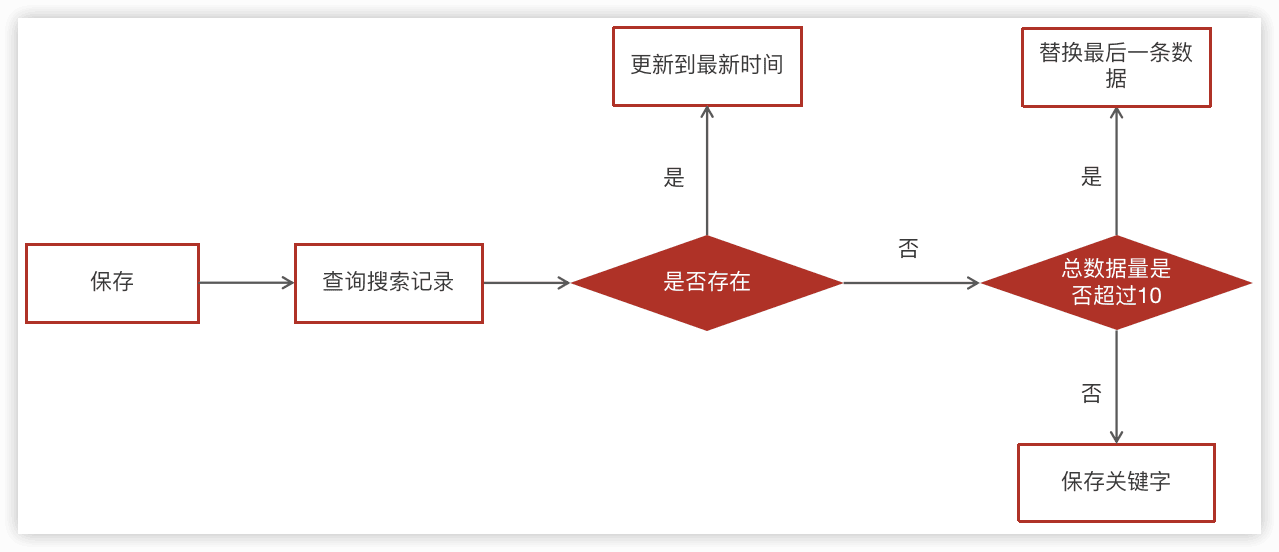 更新到最新时间
替换最后一条数
据
是
是
保存
查询搜索记录
是否存在
否
总数据量是
否超过10
否
保存关键字